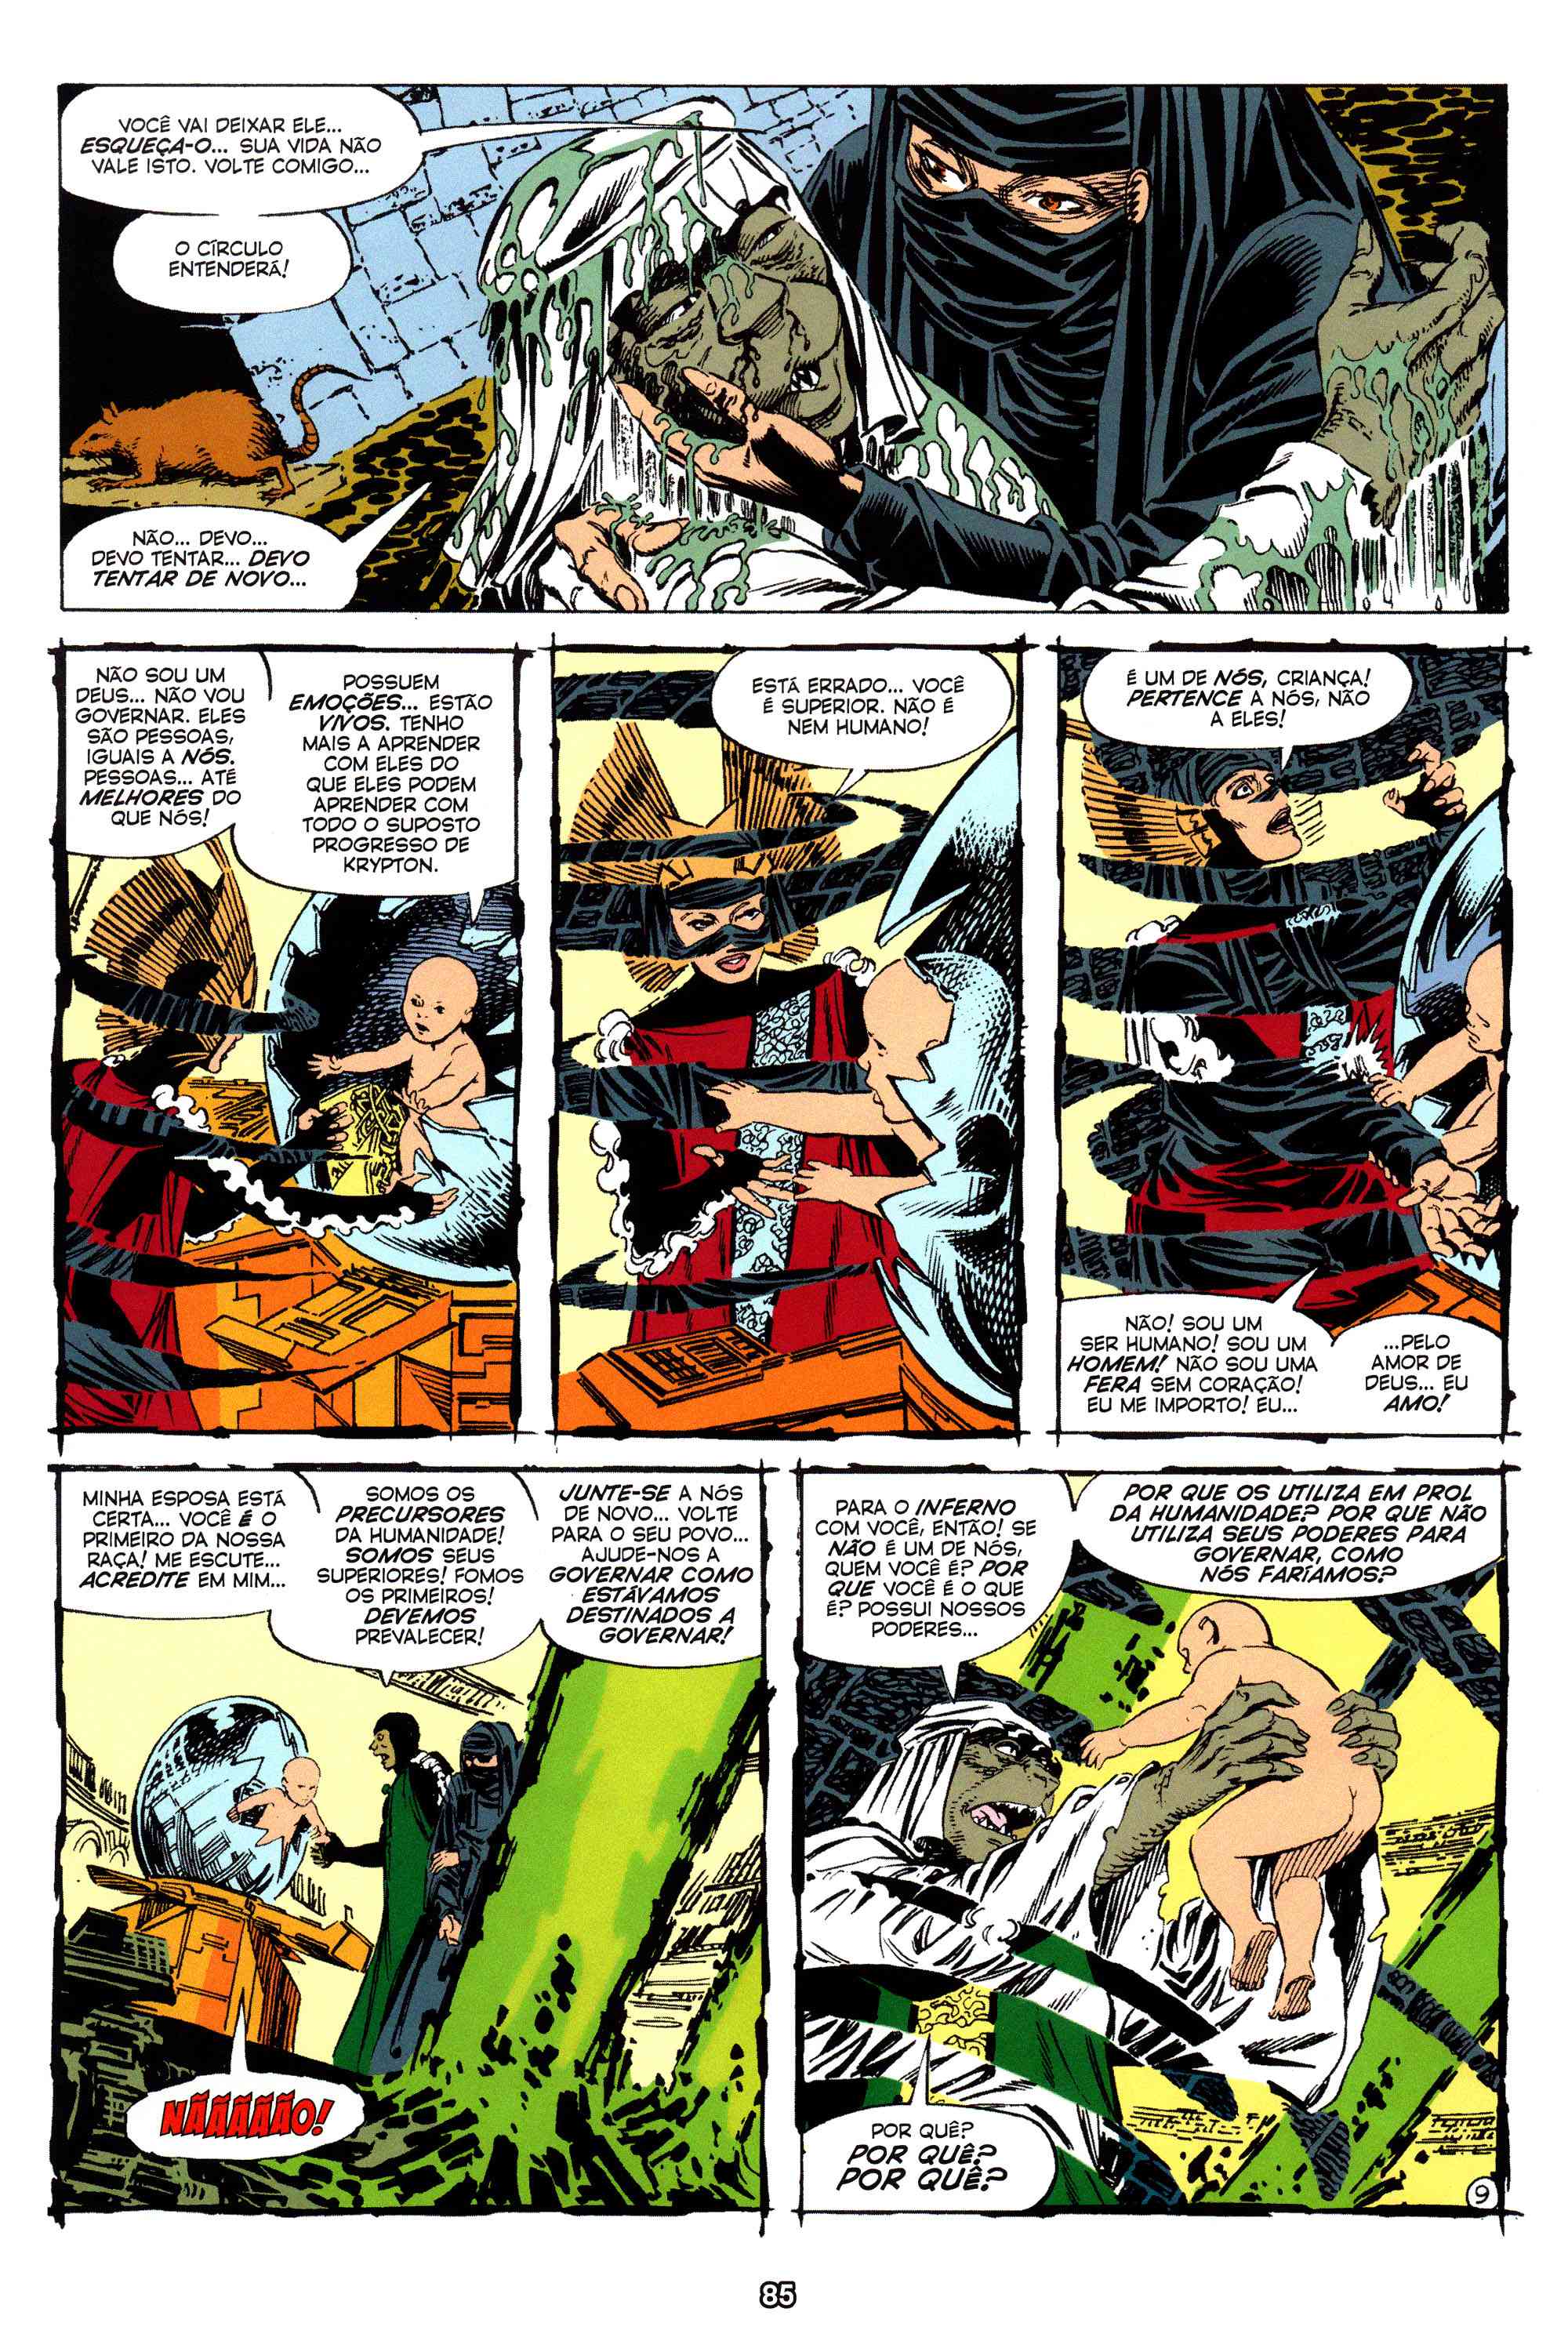 VOCÊ VAI DEIXAR ELE...
ESQUEÇA-O... SUA VIDA NÃO
VALE ISTO. VOLTE COMIGO...
O CÍRCULO
ENTENDERÁ!
NÃO... DEVO...
DEVO TENTAR... DEVO
TENTAR DE NOVO...
NÃO SOU UM
DEUS... NÃO VOU
GOVERNAR. ELES
SÃO PESSOAS,
IGUAIS A NÓS.
PESSOAS... ATÉ
MELHORES DO
QUE NÓS!
POSSUEM
EMOÇÕES... ESTÃO
VIVOS. TENHO
MAIS A APRENDER
COM ELES DO
QUE ELES PODEM
APRENDER COM
TODO O SUPOSTO
PROGRESSO DE
KRYPTON.
ESTÁ ERRADO... VOCÊ
É SUPERIOR. NÃO É
NEM HUMANO!
É UM DE NÓS, CRIANÇA!
PERTENCE A NÓS, NÃO
A ELES!
NÃO! SOU UM
SER HUMANO! SOU UM
HOMEM! NÃO SOU UMA
FERA SEM CORAÇÃO!
EU ME IMPORTO! EU...
...PELO
AMOR DE
DEUS... EU
AMO!
MINHA ESPOSA ESTÁ
CERTA... VOCÊ É O
PRIMEIRO DA NOSSA
RAÇA! ME ESCUTE...
ACREDITE EM MIM...
SOMOS OS
PRECURSORES
DA HUMANIDADE!
SOMOS SEUS
SUPERIORES! FOMOS
OS PRIMEIROS!
DEVEMOS
PREVALECER!
JUNTE-SE A NÓS
DE NOVO... VOLTE
PARA O SEU POVO...
AJUDE-NOS A
GOVERNAR COMO
ESTÁVAMOS
DESTINADOS A
GOVERNAR!
NÃÃÃÃÃO!
PARA O INFERNO
COM VOCÊ, ENTÃO! SE
NÃO É UM DE NÓS,
QUEM VOCÊ É? POR
QUE VOCÊ É O QUE
É? POSSUI NOSSOS
PODERES...
POR QUE OS UTILIZA EM PROL
DA HUMANIDADE? POR QUE NÃO
UTILIZA SEUS PODERES PARA
GOVERNAR, COMO
NÓS FARÍAMOS?
POR QUÊ?
POR QUÊ?
POR QUÊ?
9
85